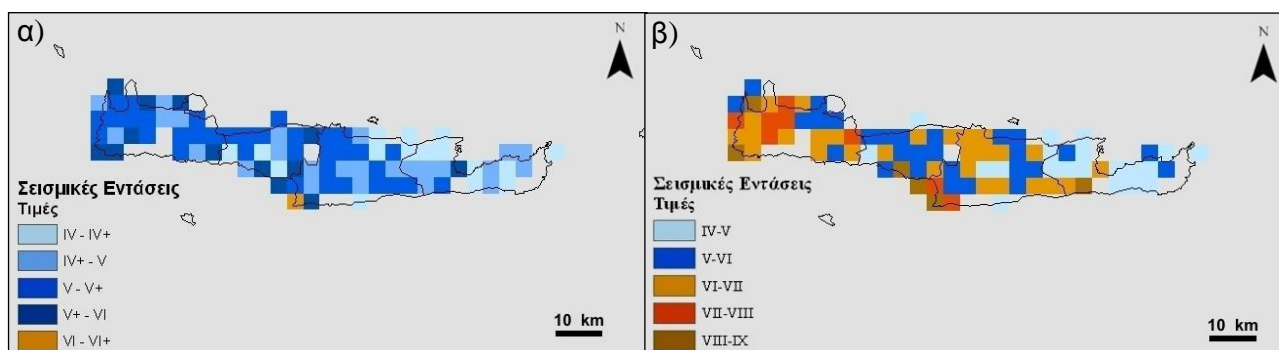 α)
N
Σεισμικές Εντάσεις
Τιμές
IV - IV+
IV+ - V
V - V+
V+ - VI
VI - VI+
10 km
β)
N
Σεισμικές Εντάσεις
Τιμές
IV-V
V-VI
VI-VII
VII-VIII
VIII-IX
10 km